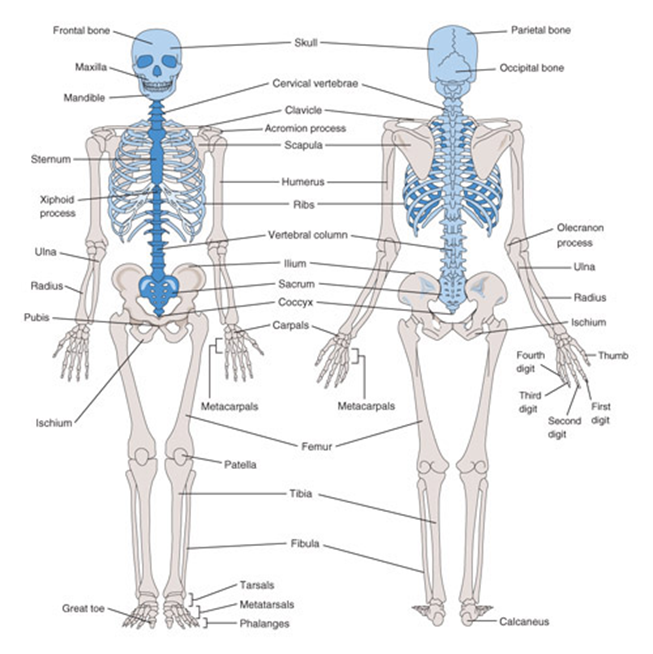 Frontal bone
Skull
Parietal bone
Maxilla
Occipital bone
Mandible
Cervical vertebrae
Clavicle
Acromion process
Sternum
Scapula
Humerus
Xiphoid
process
Ribs
Vertebral column
Olecranon
process
Ulna
Ilium
Ulna
Radius
Sacrum
Radius
Coccyx
Pubis
Carpals
Ischium
Fourth
digit
Thumb
Third
digit
Metacarpals
Metacarpals
First
digit
Second
digit
Ischium
Femur
Patella
Tibia
Fibula
Tarsals
Great toe
Metatarsals
Phalanges
Calcaneus